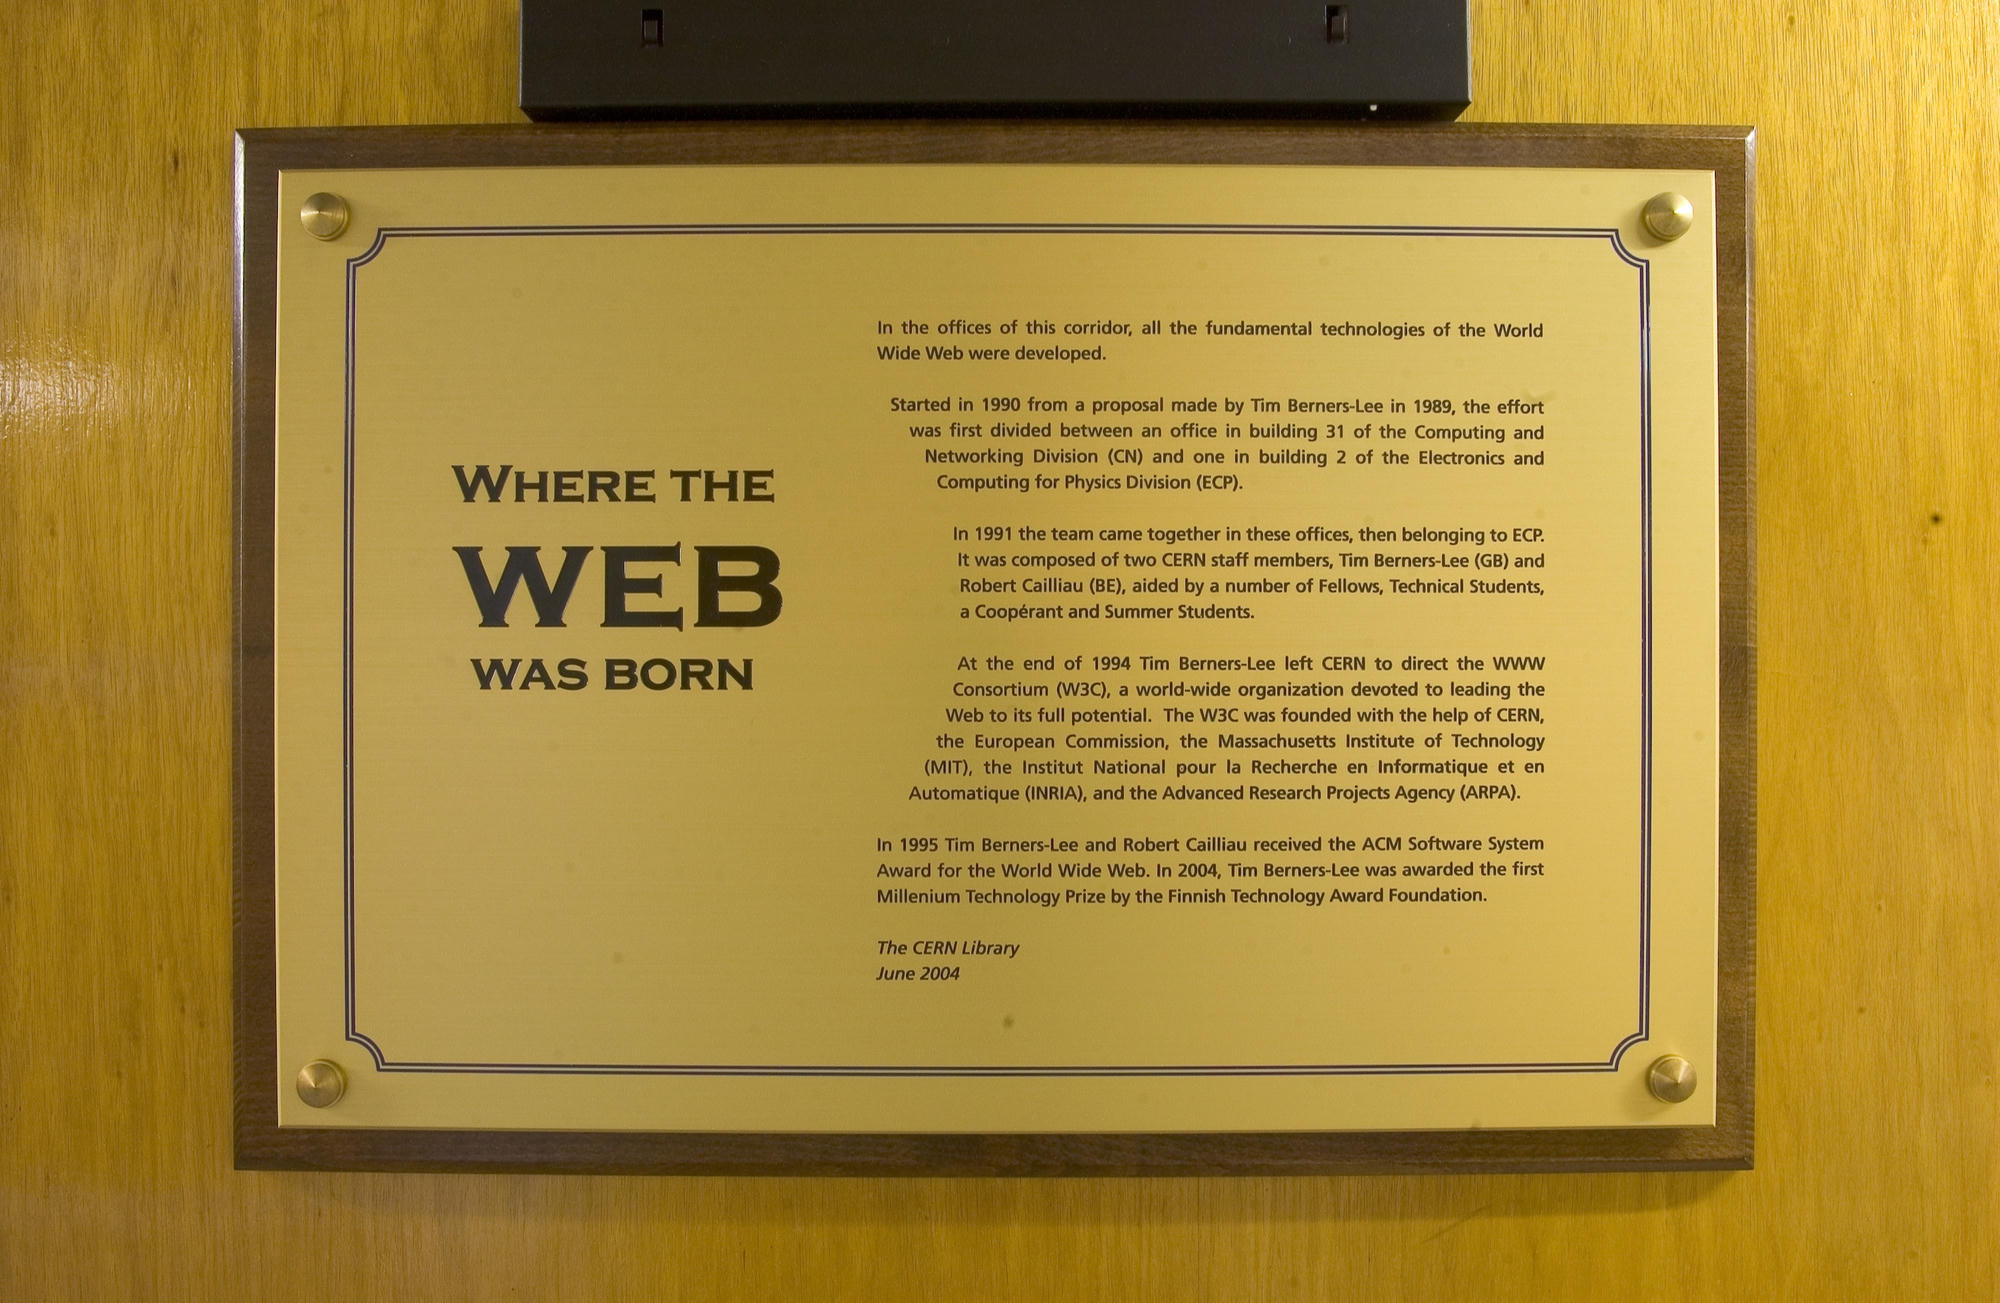 WHERE THE
WEB
WAS BORN
In the offices of this corridor, all the fundamental technologies of the World
Wide Web were developed.
Started in 1990 from a proposal made by Tim Berners-Lee in 1989, the effort
was first divided between an office in building 31 of the Computing and
Networking Division (CN) and one in building 2 of the Electronics and
Computing for Physics Division (ECP).
In 1991 the team came together in these offices, then belonging to ECP.
It was composed of two CERN staff members, Tim Berners-Lee (GB) and
Robert Cailliau (BE), aided by a number of Fellows, Technical Students,
a Coopérant and Summer Students.
At the end of 1994 Tim Berners-Lee left CERN to direct the WWW
Consortium (W3C), a world-wide organization devoted to leading the
Web to its full potential. The W3C was founded with the help of CERN,
the European Commission, the Massachusetts Institute of Technology
(MIT), the Institut National pour la Recherche en Informatique et en
Automatique (INRIA), and the Advanced Research Projects Agency (ARPA).
In 1995 Tim Berners-Lee and Robert Cailliau received the ACM Software System
Award for the World Wide Web. In 2004, Tim Berners-Lee was awarded the first
Millenium Technology Prize by the Finnish Technology Award Foundation.
The CERN Library
June 2004